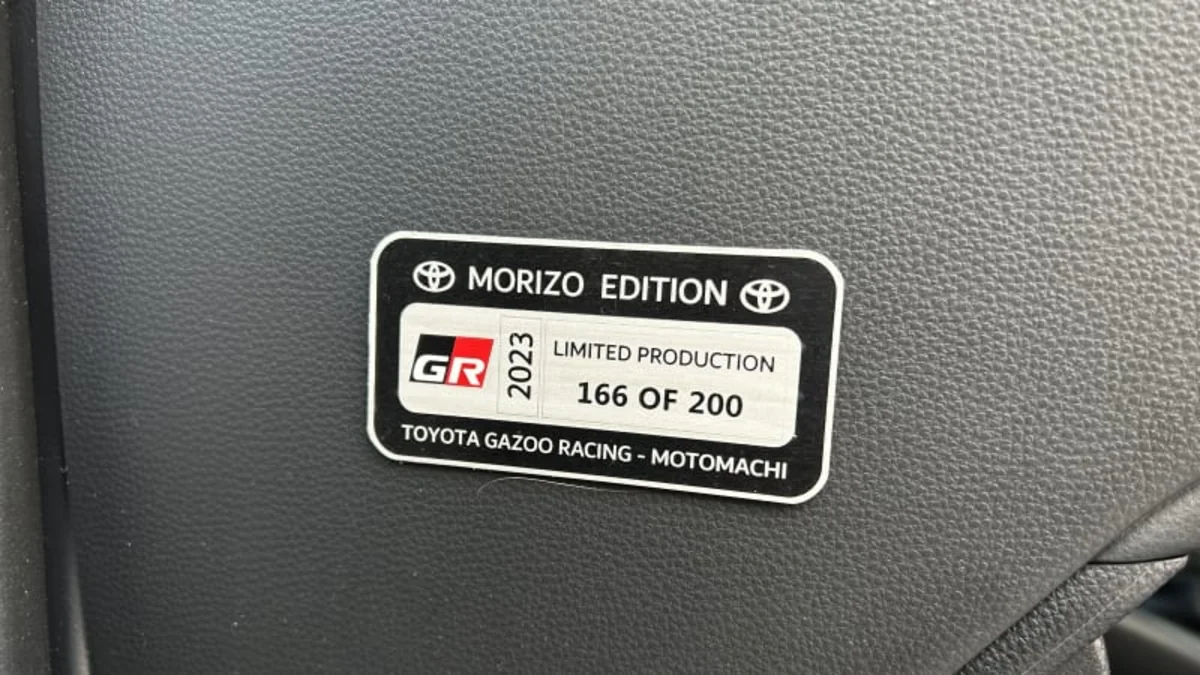 MORIZO EDITION
GR
2023
LIMITED PRODUCTION
166 OF 200
TOYOTA GAZOO RACING - MOTOMACHI